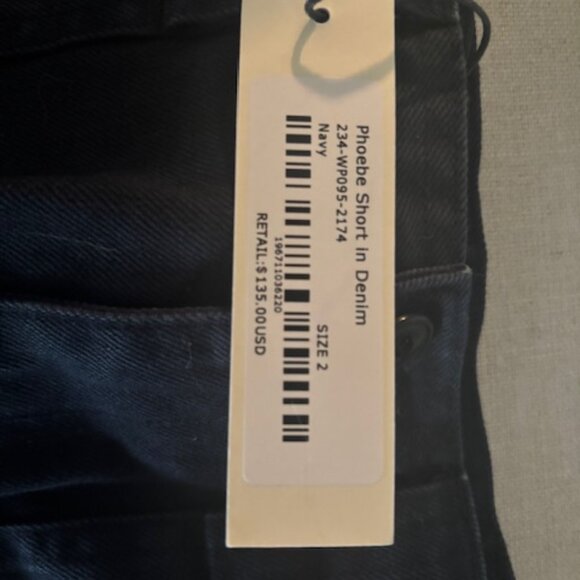 Phoebe Short in Denim
234-WP095-2174
Navy
SIZE 2
196711036220
RETAIL:$135.00USD